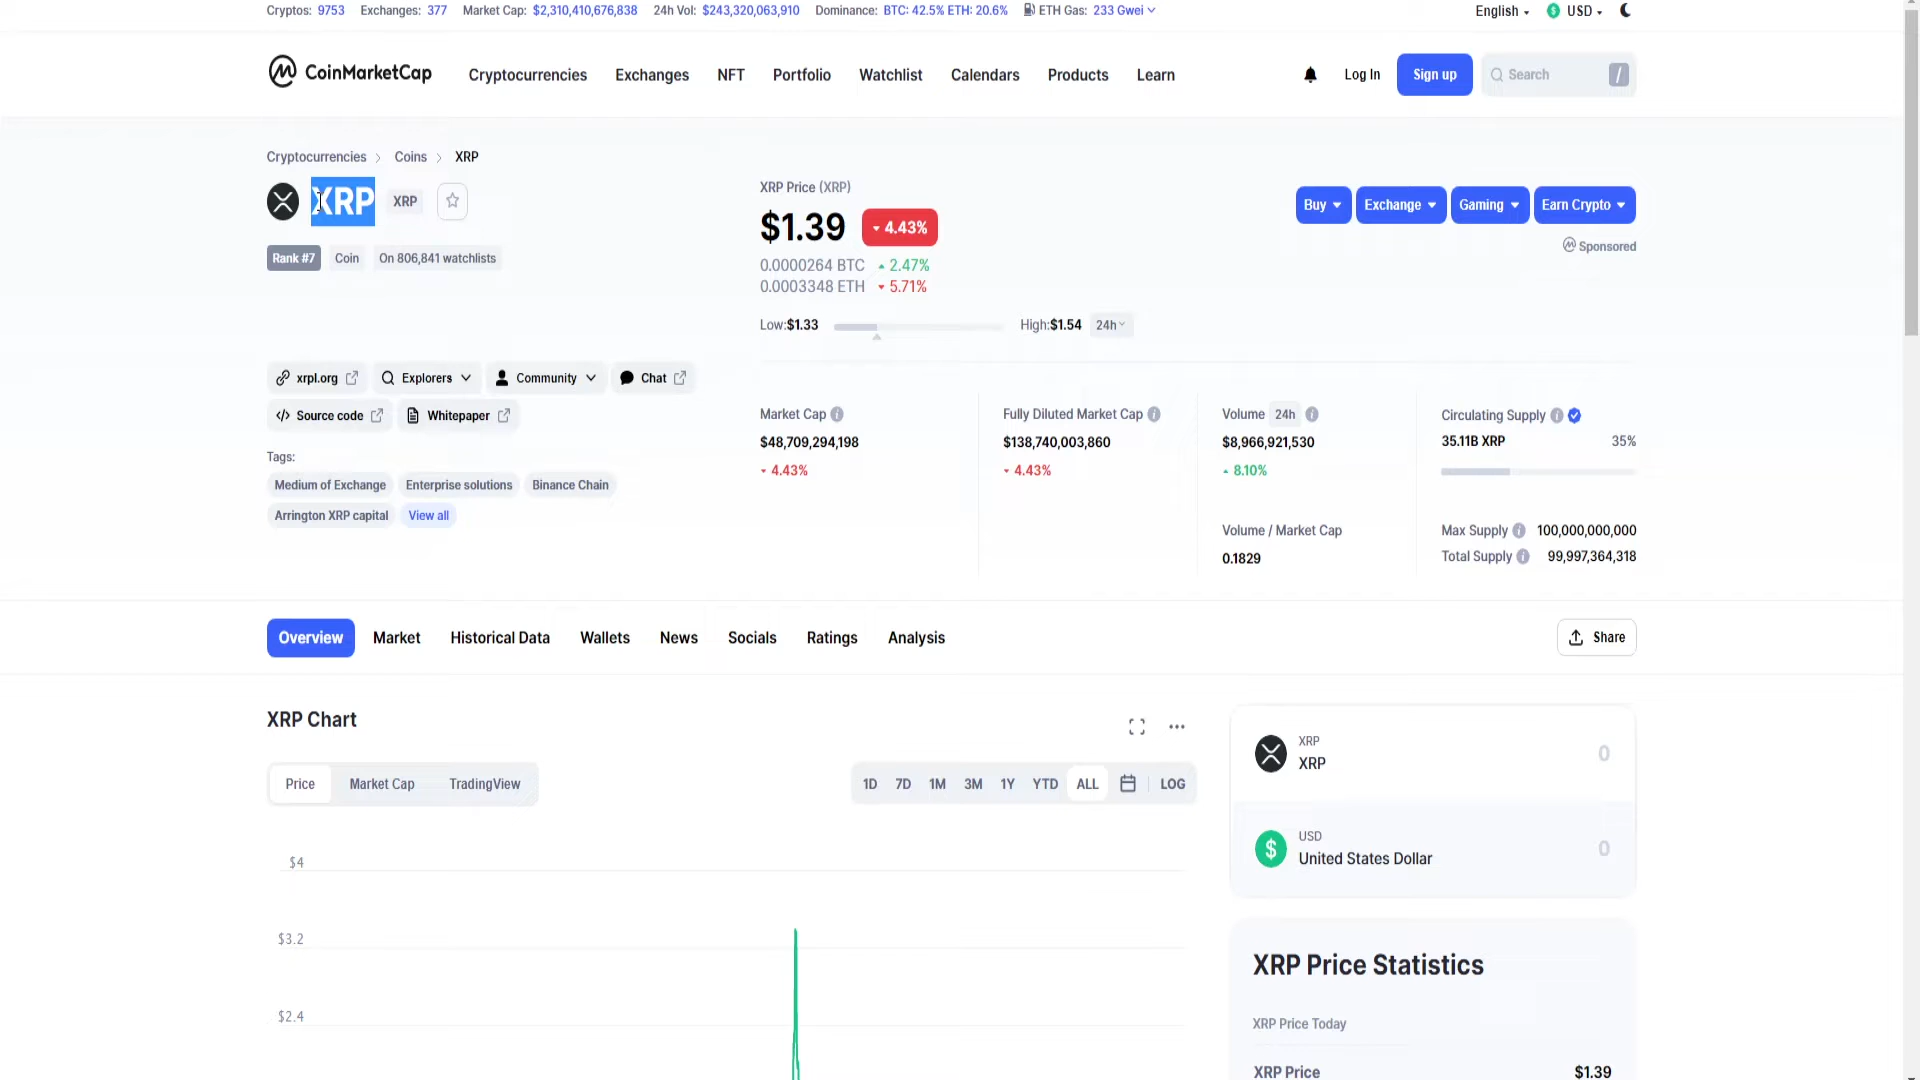 Cryptos: 9753 Exchanges: 377 Market Cap: $2,310,410,676,838 24h Vol: $243,320,063,910 Dominance: BTC: 42.5% ETH: 20.6% ETH Gas: 233 Gwei English USD
CoinMarketCap Cryptocurrencies Exchanges NFT Portfolio Watchlist Calendars Products Learn Log In Sign up Search /
Cryptocurrencies > Coins > XRP
XRP XRP
Rank #7 Coin On 806,841 watchlists
XRP Price (XRP)
$1.39 4.43%
0.0000264 BTC 2.47%
0.0003348 ETH 5.71%
Low:$1.33 High:$1.54 24h
Buy Exchange Gaming Earn Crypto
Sponsored
xrpl.org Explorers Community Chat
Source code Whitepaper
Tags:
Medium of Exchange Enterprise solutions Binance Chain
Arrington XRP capital View all
Market Cap
$48,709,294,198
4.43%
Fully Diluted Market Cap
$138,740,003,860
4.43%
Volume 24h
$8,966,921,530
8.10%
Volume / Market Cap
0.1829
Circulating Supply
35.11B XRP 35%
Max Supply 100,000,000,000
Total Supply 99,997,364,318
Overview Market Historical Data Wallets News Socials Ratings Analysis Share
XRP Chart
Price Market Cap TradingView 1D 7D 1M 3M 1Y YTD ALL LOG
$4
$3.2
$2.4
XRP
XRP 0
USD
United States Dollar 0
XRP Price Statistics
XRP Price Today
XRP Price $1.39